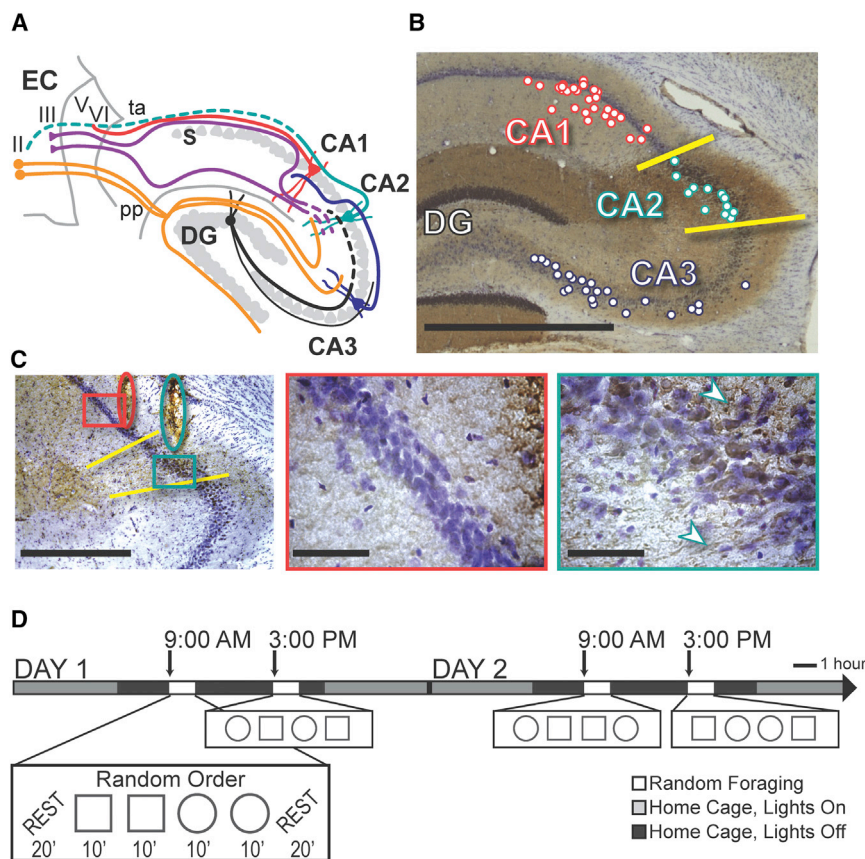 A
EC
II
III
V
VI
ta
S
CA1
CA2
pp
DG
CA3
B
CA1
CA2
DG
CA3
C
D
9:00 AM
3:00 PM
9:00 AM
3:00 PM
DAY 1
DAY 2
1 hour
Random Order
REST
REST
20' 10' 10' 10' 10' 20'
Random Foraging
Home Cage, Lights On
Home Cage, Lights Off